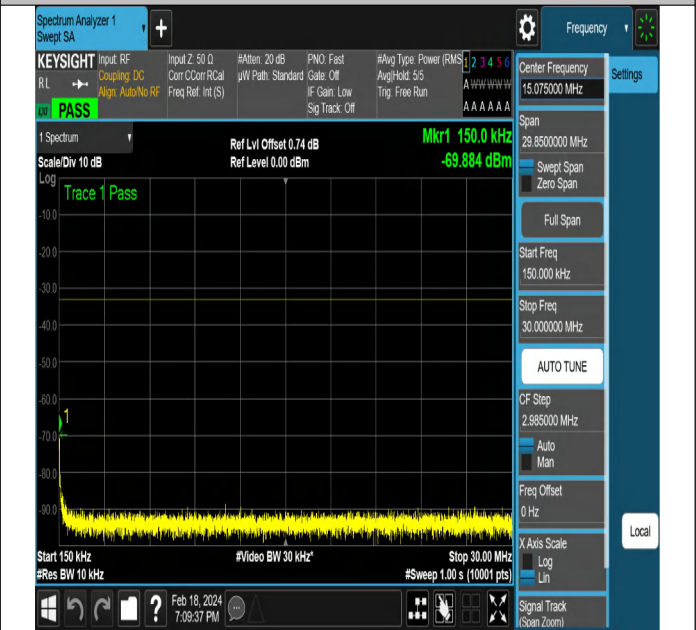 Spectrum Analyzer 1
Swept SA
Frequency
KEYSIGHT
RL
PASS
Input: RF
Coupling: DC
Align: Auto/No RF
Input Z: 50 Ω
Corr CCorr RCal
Freq Ref: Int (S)
#Atten: 20 dB
µW Path: Standard
PNO: Fast
Gate: Off
IF Gain: Low
Sig Track: Off
#Avg Type: Power (RMS
Avg|Hold: 5/5
Trig: Free Run
1 2 3 4 5 6
A W W W W W
A A A A A A
1 Spectrum
Scale/Div 10 dB
Ref Lvl Offset 0.74 dB
Ref Level 0.00 dBm
Mkr1 150.0 kHz
-69.884 dBm
Log
Trace 1 Pass
-10.0
-20.0
-30.0
-40.0
-50.0
-60.0
1
-70.0
-80.0
-90.0
Start 150 kHz
#Video BW 30 kHz*
Stop 30.00 MHz
#Res BW 10 kHz
#Sweep 1.00 s (10001 pts)
Feb 18, 2024
7:09:37 PM
Center Frequency
15.075000 MHz
Settings
Span
29.8500000 MHz
Swept Span
Zero Span
Full Span
Start Freq
150.000 kHz
Stop Freq
30.000000 MHz
AUTO TUNE
CF Step
2.985000 MHz
Auto
Man
Freq Offset
0 Hz
Local
X Axis Scale
Log
Lin
Signal Track
(Span Zoom)